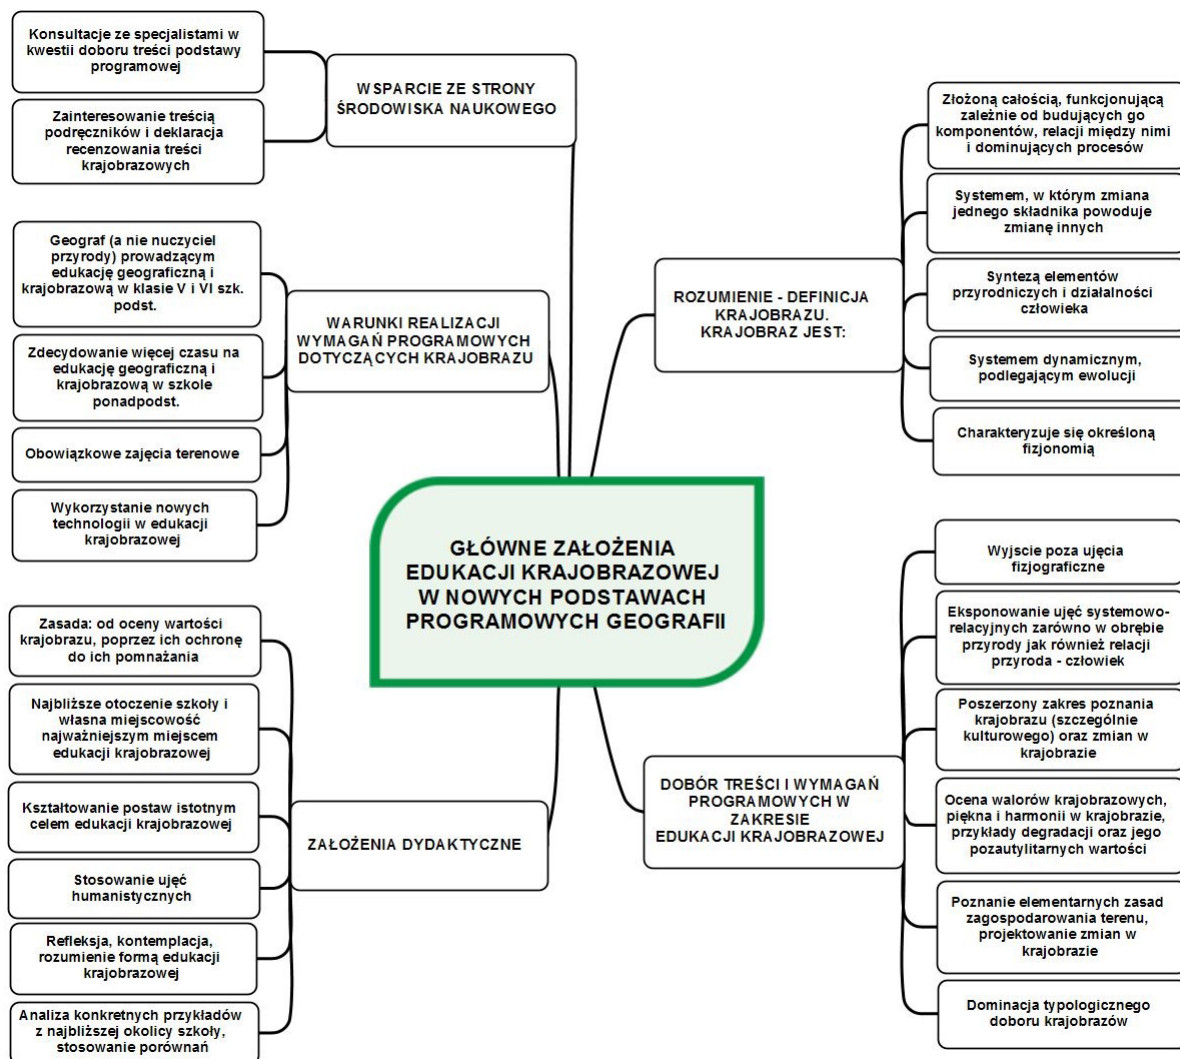 Konsultacje ze specjalistami w
kwestii doboru treści podstawy
programowej
Zainteresowanie treścią
podręczników i deklaracja
recenzowania treści
krajobrazowych
WSPARCIE ZE STRONY
ŚRODOWISKA NAUKOWEGO
Geograf (a nie nuczyciel
przyrody) prowadzącym
edukację geograficzną i
krajobrazową w klasie V i VI szk.
podst.
Zdecydowanie więcej czasu na
edukację geograficzną i
krajobrazową w szkole
ponadpodst.
Obowiązkowe zajęcia terenowe
Wykorzystanie nowych
technologii w edukacji
krajobrazowej
WARUNKI REALIZACJI
WYMAGAŃ PROGRAMOWYCH
DOTYCZĄCYCH KRAJOBRAZU
Zasada: od oceny wartości
krajobrazu, poprzez ich ochronę
do ich pomnażania
Najbliższe otoczenie szkoły i
własna miejscowość
najważniejszym miejscem
edukacji krajobrazowej
Kształtowanie postaw istotnym
celem edukacji krajobrazowej
Stosowanie ujęć
humanistycznych
Refleksja, kontemplacja,
rozumienie formą edukacji
krajobrazowej
Analiza konkretnych przykładów
z najbliższej okolicy szkoły,
stosowanie porównań
ZAŁOŻENIA DYDAKTYCZNE
GŁÓWNE ZAŁOŻENIA
EDUKACJI KRAJOBRAZOWEJ
W NOWYCH PODSTAWACH
PROGRAMOWYCH GEOGRAFII
ROZUMIENIE - DEFINICJA
KRAJOBRAZU.
KRAJOBRAZ JEST:
Złożoną całością, funkcjonującą
zależnie od budujących go
komponentów, relacji między nimi
i dominujących procesów
Systemem, w którym zmiana
jednego składnika powoduje
zmianę innych
Syntezą elementów
przyrodniczych i działalności
człowieka
Systemem dynamicznym,
podlegającym ewolucji
Charakteryzuje się określoną
fizjonomią
DOBÓR TREŚCI I WYMAGAŃ
PROGRAMOWYCH W
ZAKRESIE
EDUKACJI KRAJOBRAZOWEJ
Wyjscie poza ujęcia
fizjograficzne
Eksponowanie ujęć systemowo-
relacyjnych zarówno w obrębie
przyrody jak również relacji
przyroda - człowiek
Poszerzony zakres poznania
krajobrazu (szczególnie
kulturowego) oraz zmian w
krajobrazie
Ocena walorów krajobrazowych,
piękna i harmonii w krajobrazie,
przykłady degradacji oraz jego
pozautylitarnych wartości
Poznanie elementarnych zasad
zagospodarowania terenu,
projektowanie zmian w
krajobrazie
Dominacja typologicznego
doboru krajobrazów